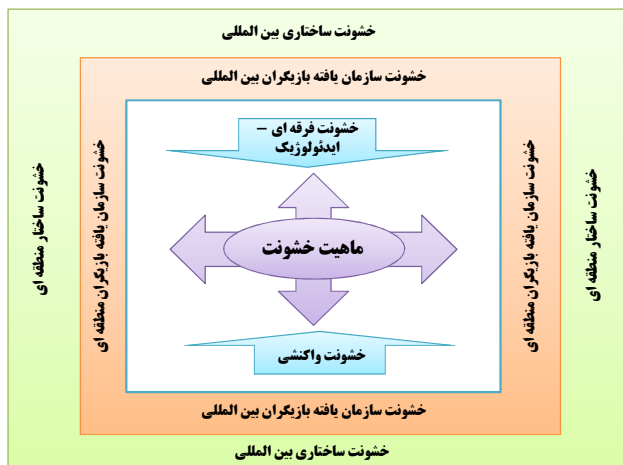 خشونت ساختاری بین المللی
خشونت سازمان یافته بازیگران بین المللی
خشونت فرقه ای –
ایدئولوژیک
خشونت ساختار منطقه ای
خشونت سازمان یافته بازیگران منطقه ای
ماهیت خشونت
خشونت سازمان یافته بازیگران منطقه ای
خشونت ساختار منطقه ای
خشونت واکنشی
خشونت سازمان یافته بازیگران بین المللی
خشونت ساختاری بین المللی